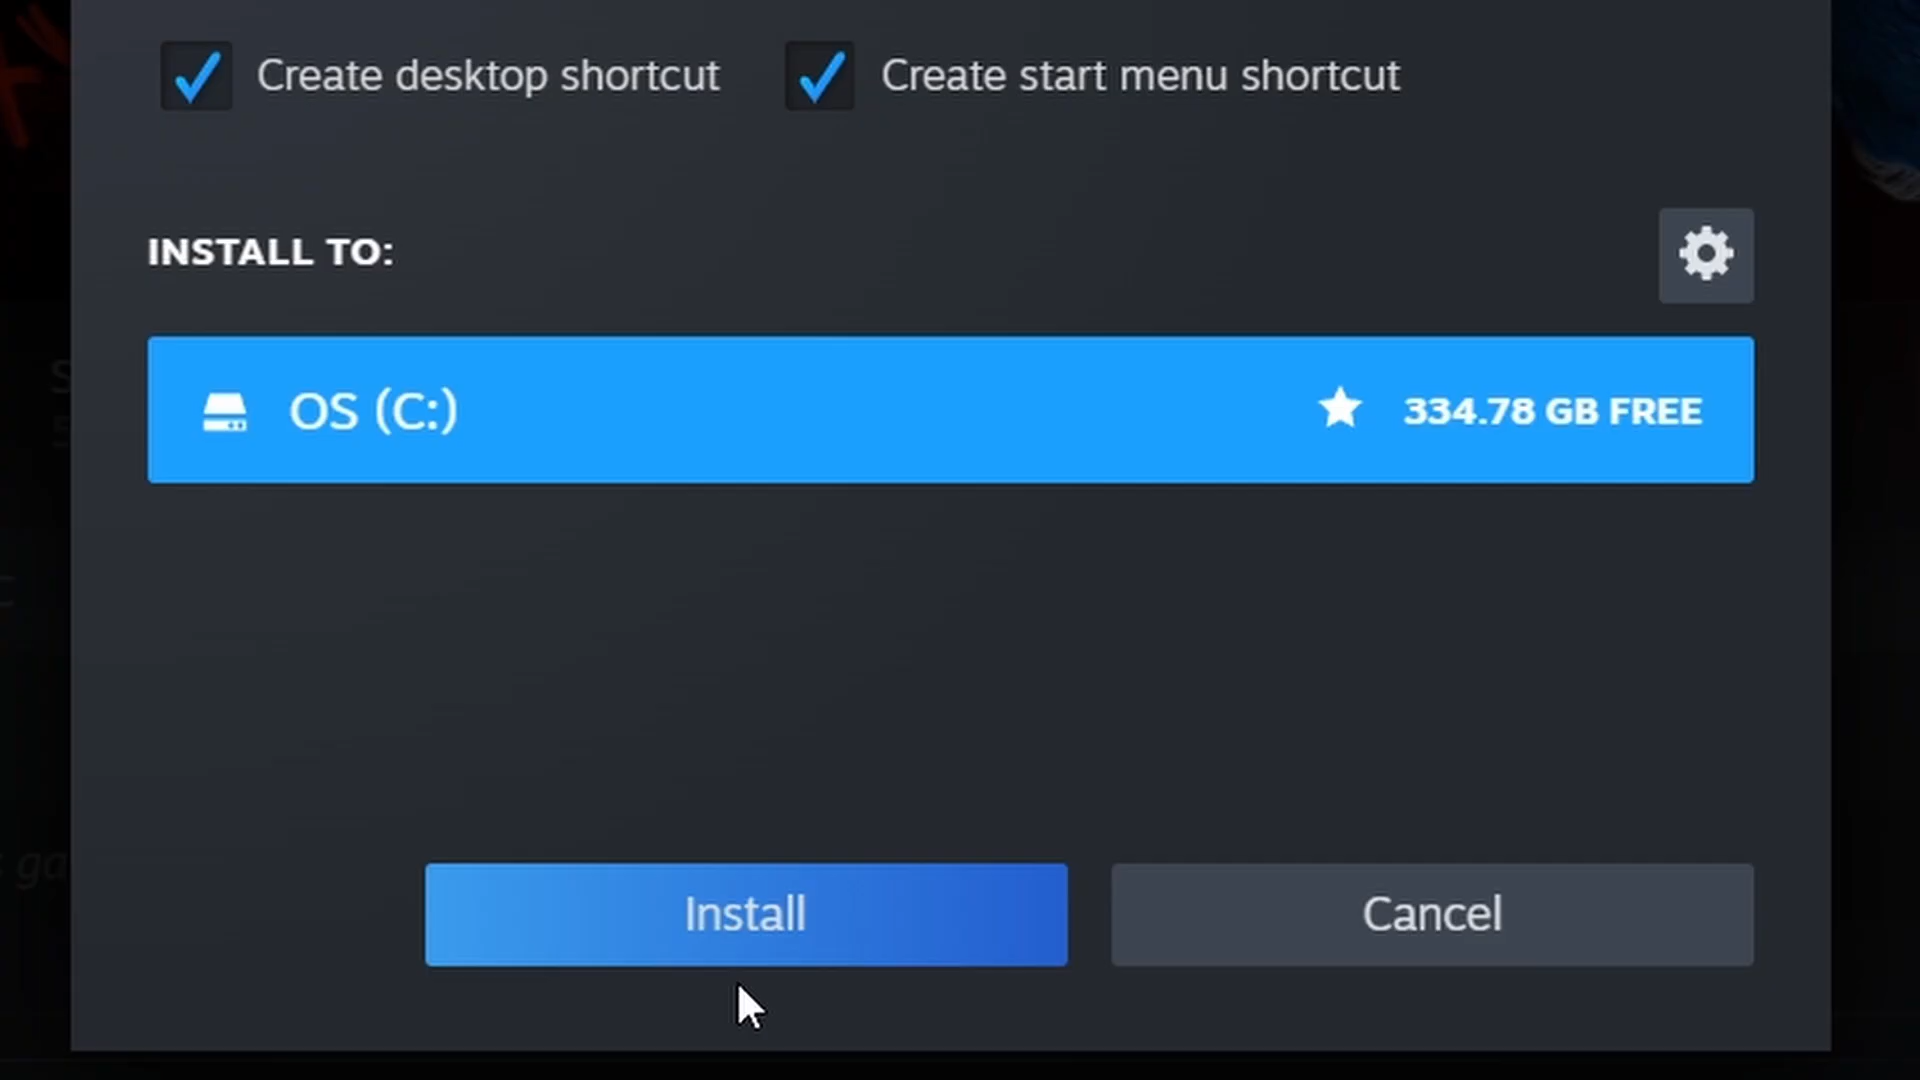 Create desktop shortcut Create start menu shortcut
INSTALL TO:
OS (C:) 334.78 GB FREE
Install Cancel